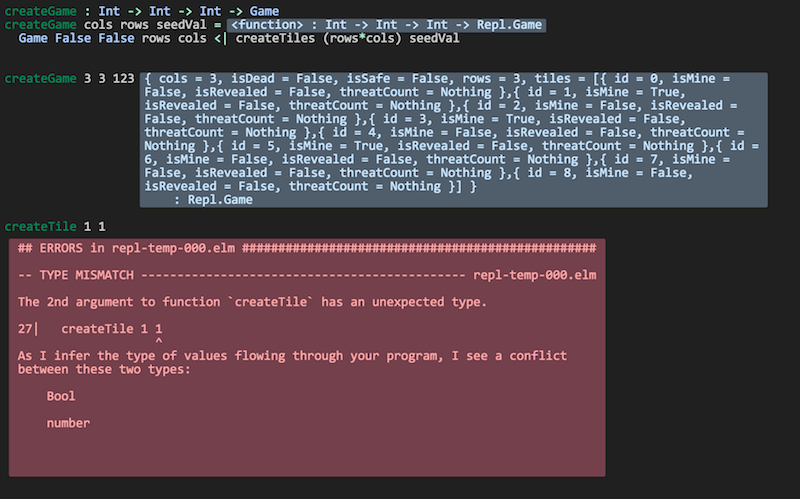 createGame : Int -> Int -> Int -> Game
createGame cols rows seedVal = <function> : Int -> Int -> Int -> Repl.Game
  Game False False rows cols <| createTiles (rows*cols) seedVal
createGame 3 3 123 { cols = 3, isDead = False, isSafe = False, rows = 3, tiles = [{ id = 0, isMine =
False, isRevealed = False, threatCount = Nothing },{ id = 1, isMine = True,
isRevealed = False, threatCount = Nothing },{ id = 2, isMine = False, isRevealed =
False, threatCount = Nothing },{ id = 3, isMine = True, isRevealed = False,
threatCount = Nothing },{ id = 4, isMine = False, isRevealed = False, threatCount =
Nothing },{ id = 5, isMine = True, isRevealed = False, threatCount = Nothing },{ id =
6, isMine = False, isRevealed = False, threatCount = Nothing },{ id = 7, isMine =
False, isRevealed = False, threatCount = Nothing },{ id = 8, isMine = False,
isRevealed = False, threatCount = Nothing }] }
    : Repl.Game
createTile 1 1
## ERRORS in repl-temp-000.elm #################################################
-- TYPE MISMATCH --------------------------------------------- repl-temp-000.elm
The 2nd argument to function `createTile` has an unexpected type.
27|   createTile 1 1
                   ^
As I infer the type of values flowing through your program, I see a conflict
between these two types:
    Bool
    number